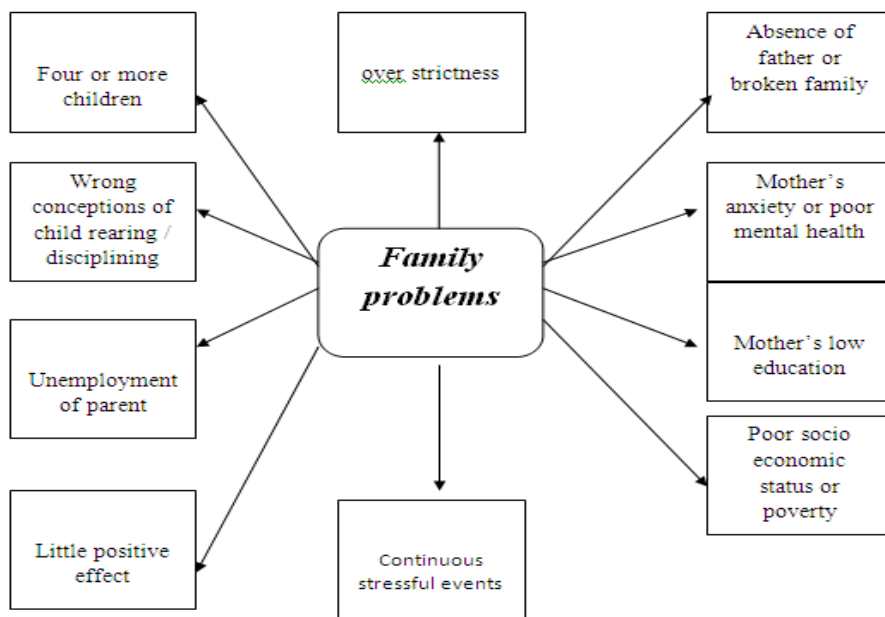 Four or more
children
over strictness
Absence of
father or
broken family
Wrong
conceptions of
child rearing /
disciplining
Family
problems
Mother’s
anxiety or poor
mental health
Unemployment
of parent
Mother’s low
education
Little positive
effect
Continuous
stressful events
Poor socio
economic
status or
poverty